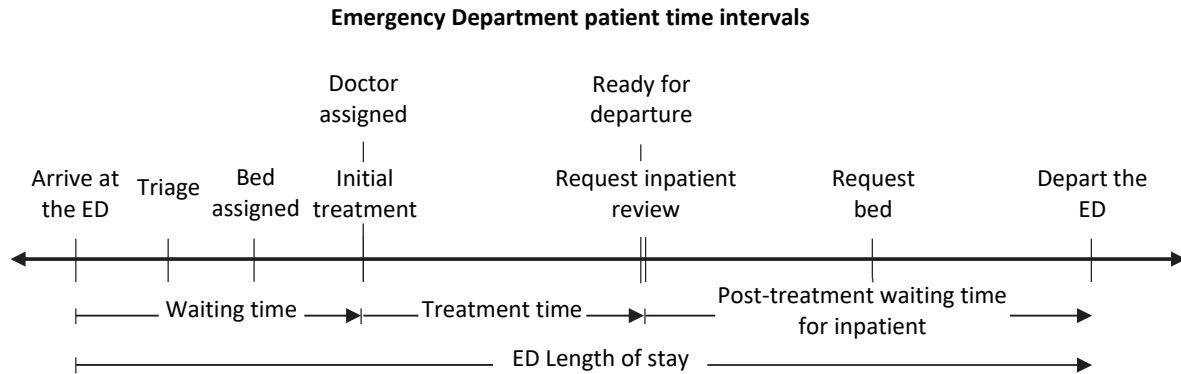 Emergency Department patient time intervals
Doctor
assigned
Ready for
departure
Arrive at
the ED
Triage
Bed
assigned
Initial
treatment
Request inpatient
review
Request
bed
Depart the
ED
Waiting time
Treatment time
Post-treatment waiting time
for inpatient
ED Length of stay